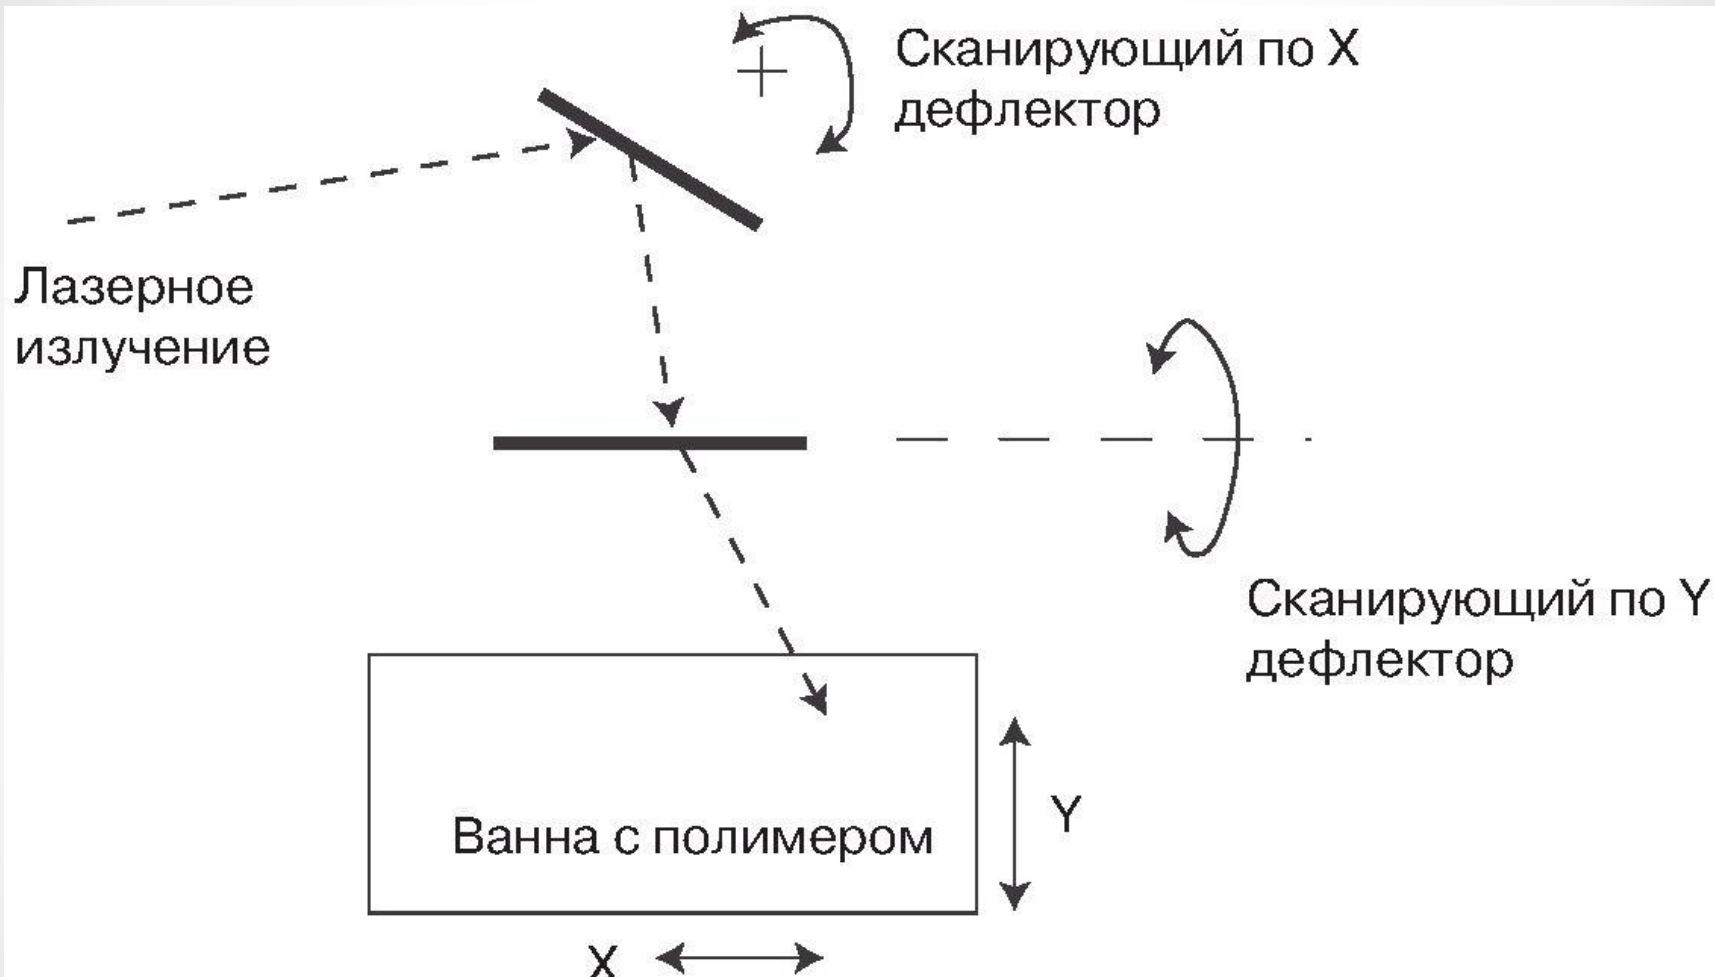 Сканирующий по X
дефлектор
Лазерное
излучение
Сканирующий по Y
дефлектор
Ванна с полимером
Y
X